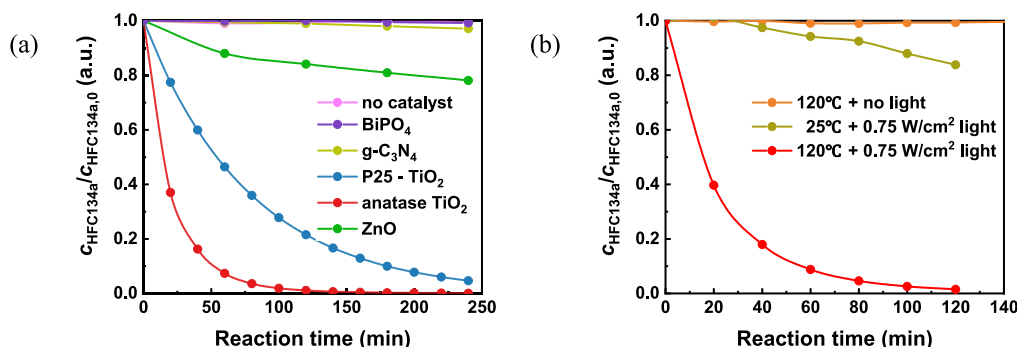 (a)
1.0
0.8
0.6
0.4
0.2
0.0
0
50
100
150
200
250
cHFC134a/cHFC134a,0 (a.u.)
Reaction time (min)
no catalyst
BiPO4
g-C3N4
P25 - TiO2
anatase TiO2
ZnO
(b)
1.0
0.8
0.6
0.4
0.2
0.0
0
20
40
60
80
100
120
140
cHFC134a/cHFC134a,0 (a.u.)
Reaction time (min)
120℃ + no light
25℃ + 0.75 W/cm² light
120℃ + 0.75 W/cm² light